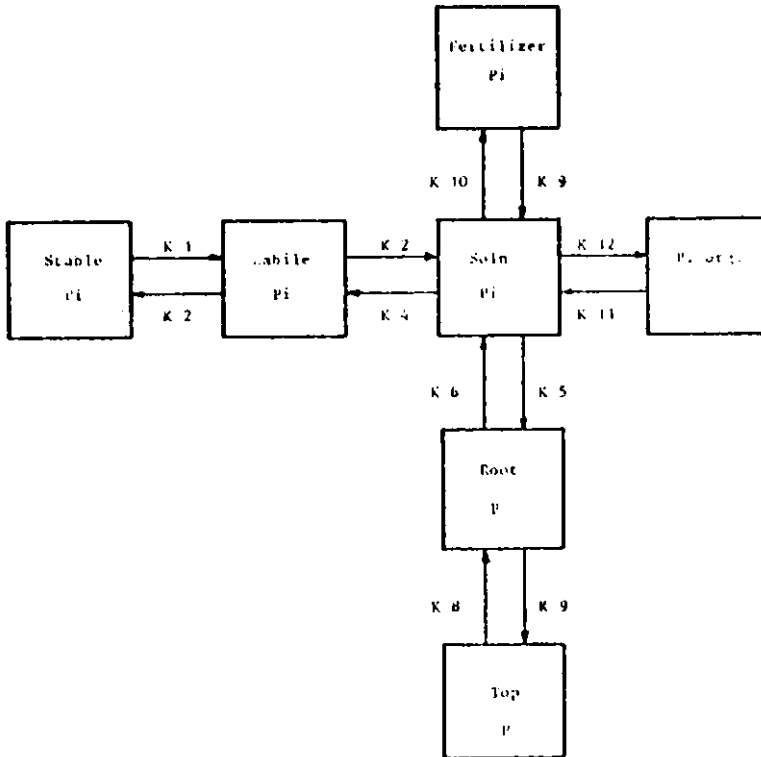 Fertilizer
Pi
K 10
K 9
Stable
Pi
K 1
K 2
Labile
Pi
K 2
K 4
Soln
Pi
K 12
K 11
P. org.
K 6
K 5
Root
P
K 8
K 9
Top
P